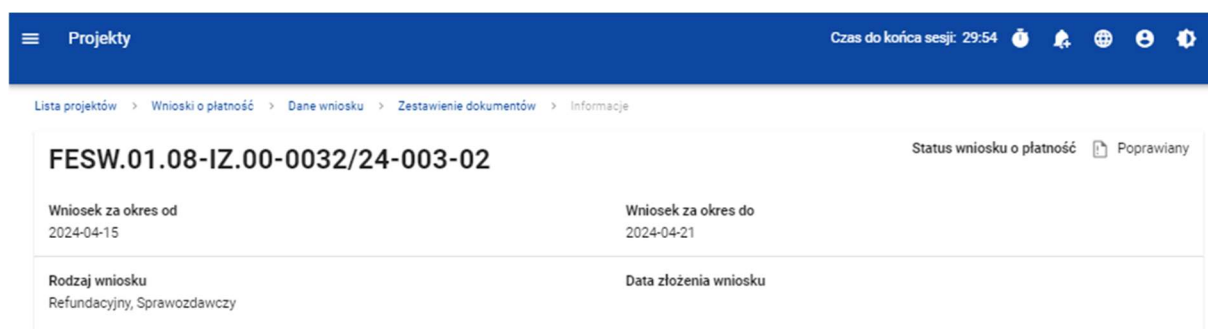 Projekty
Czas do końca sesji: 29:54
Lista projektów > Wnioski o płatność > Dane wniosku > Zestawienie dokumentów > Informacje
FESW.01.08-IZ.00-0032/24-003-02
Status wniosku o płatność Poprawiany
Wniosek za okres od
2024-04-15
Wniosek za okres do
2024-04-21
Rodzaj wniosku
Refundacyjny, Sprawozdawczy
Data złożenia wniosku